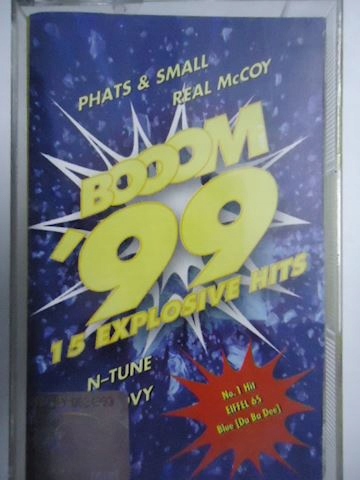 PHATS & SMALL
REAL McCOY
BOOOM
'99
15 EXPLOSIVE HITS
N-TUNE
No.1 Hit
EIFFEL 65
Blue (Da Ba Dee)